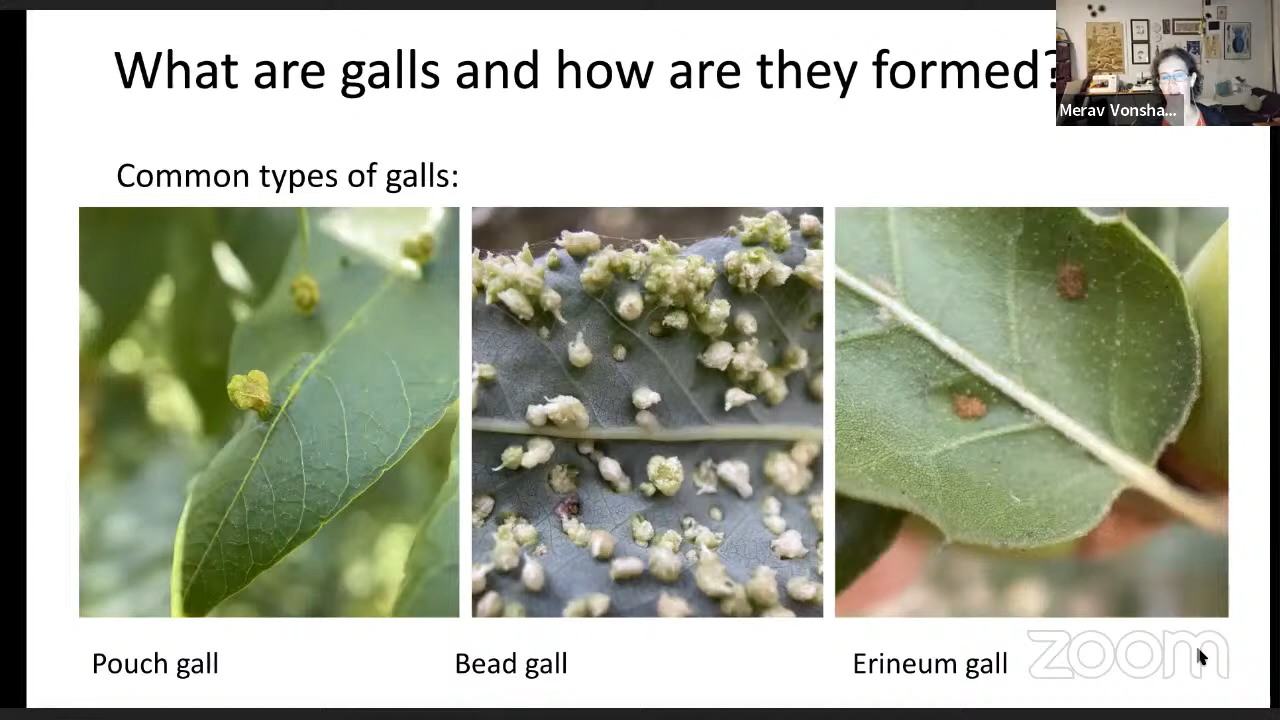 What are galls and how are they formed?
Merav Vonsha...
Common types of galls:
Pouch gall
Bead gall
Erineum gall
zoom